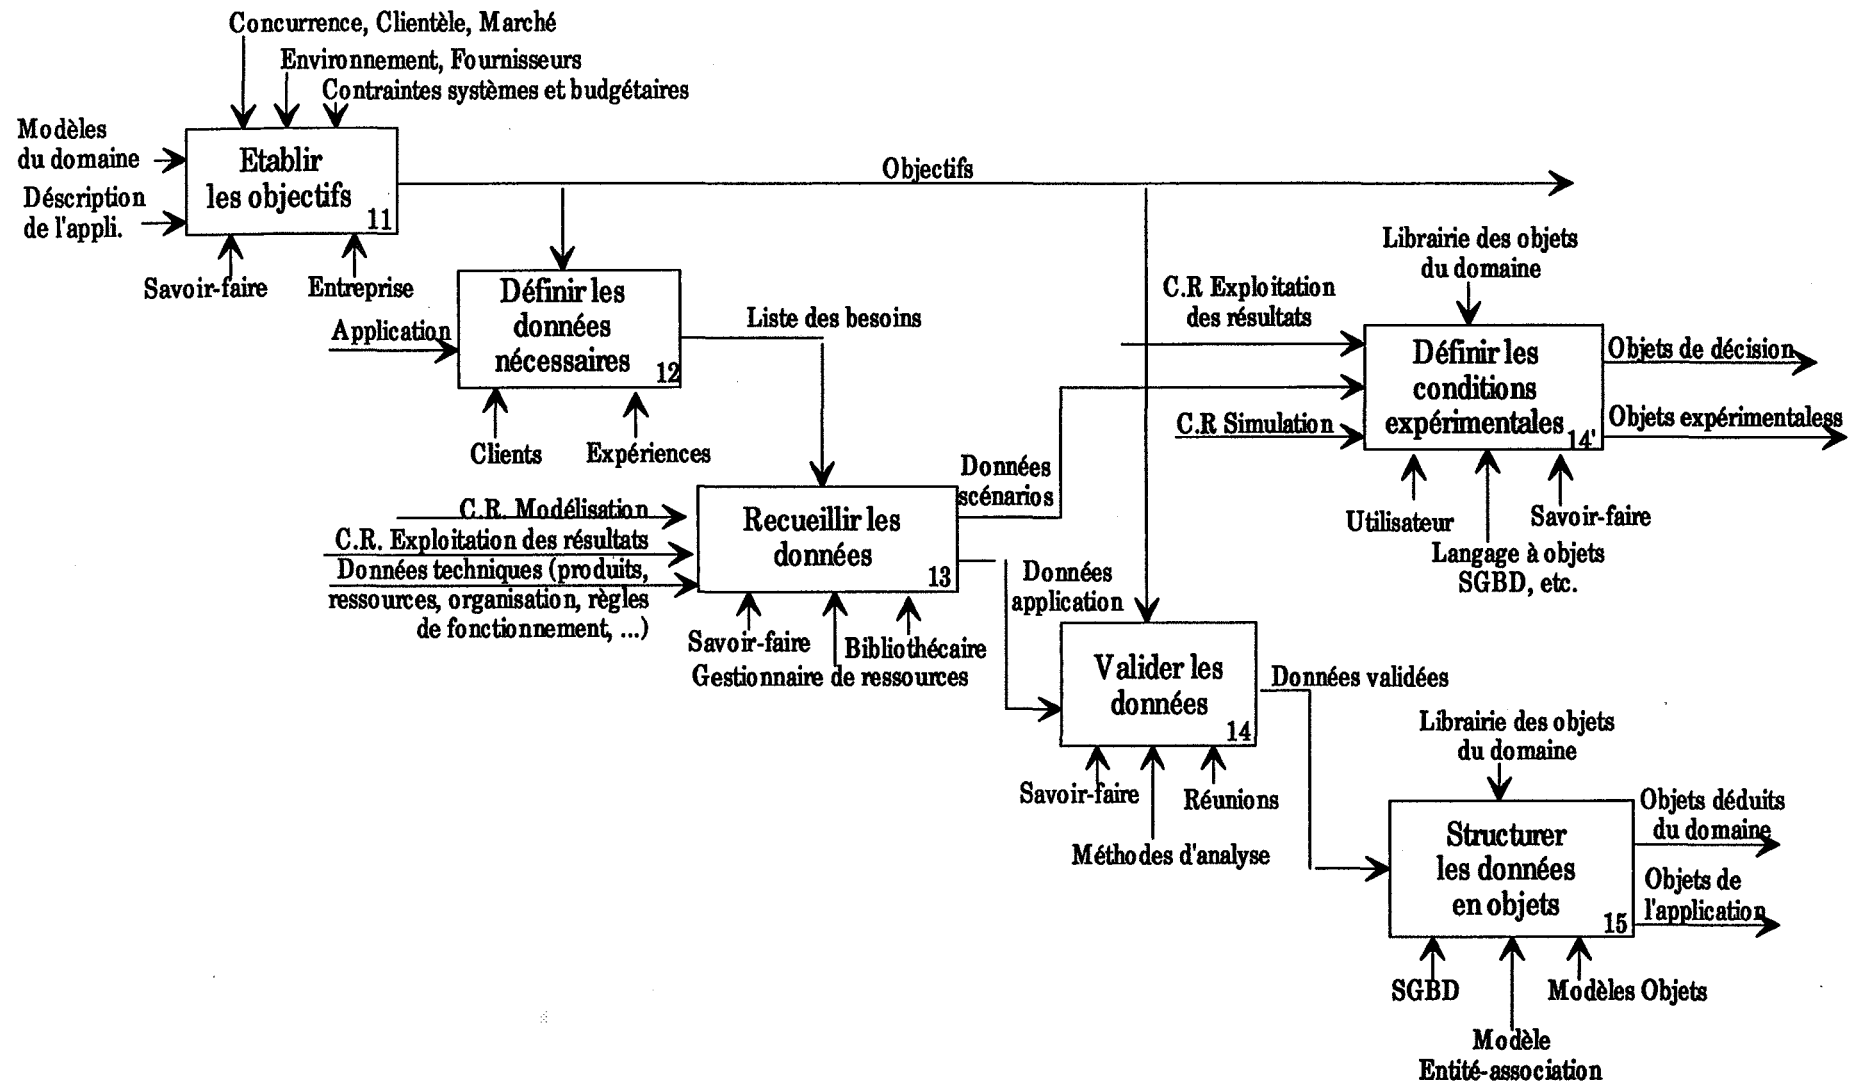 Concurrence, Clientèle, Marché
Environnement, Fournisseurs
Contraintes systèmes et budgétaires
Modèles
du domaine
Déscription
de l'appli.
Etablir
les objectifs
11
Savoir-faire
Entreprise
Objectifs
Application
Définir les
données
nécessaires
12
Clients
Expériences
Liste des besoins
C.R. Modélisation
C.R. Exploitation des résultats
Données techniques (produits,
ressources, organisation, règles
de fonctionnement, ...)
Recueillir les
données
13
Savoir-faire
Bibliothécaire
Gestionnaire de ressources
Données
scénarios
Données
application
Librairie des objets
du domaine
C.R Exploitation
des résultats
C.R Simulation
Définir les
conditions
expérimentales
14'
Objets de décision
Objets expérimentaless
Utilisateur
Savoir-faire
Langage à objets
SGBD, etc.
Valider les
données
14
Savoir-faire
Réunions
Méthodes d'analyse
Données validées
Librairie des objets
du domaine
Structurer
les données
en objets
15
Objets déduits
du domaine
Objets de
l'application
SGBD
Modèles Objets
Modèle
Entité-association